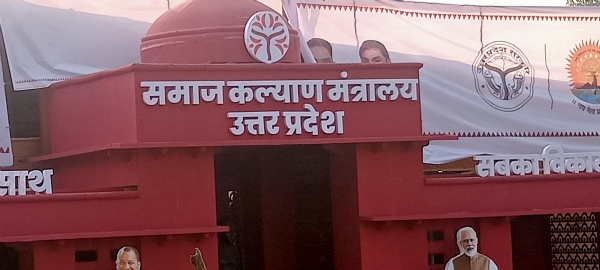 समाज कल्याण मंत्रालय
उत्तर प्रदेश
साथ
सबका विकास